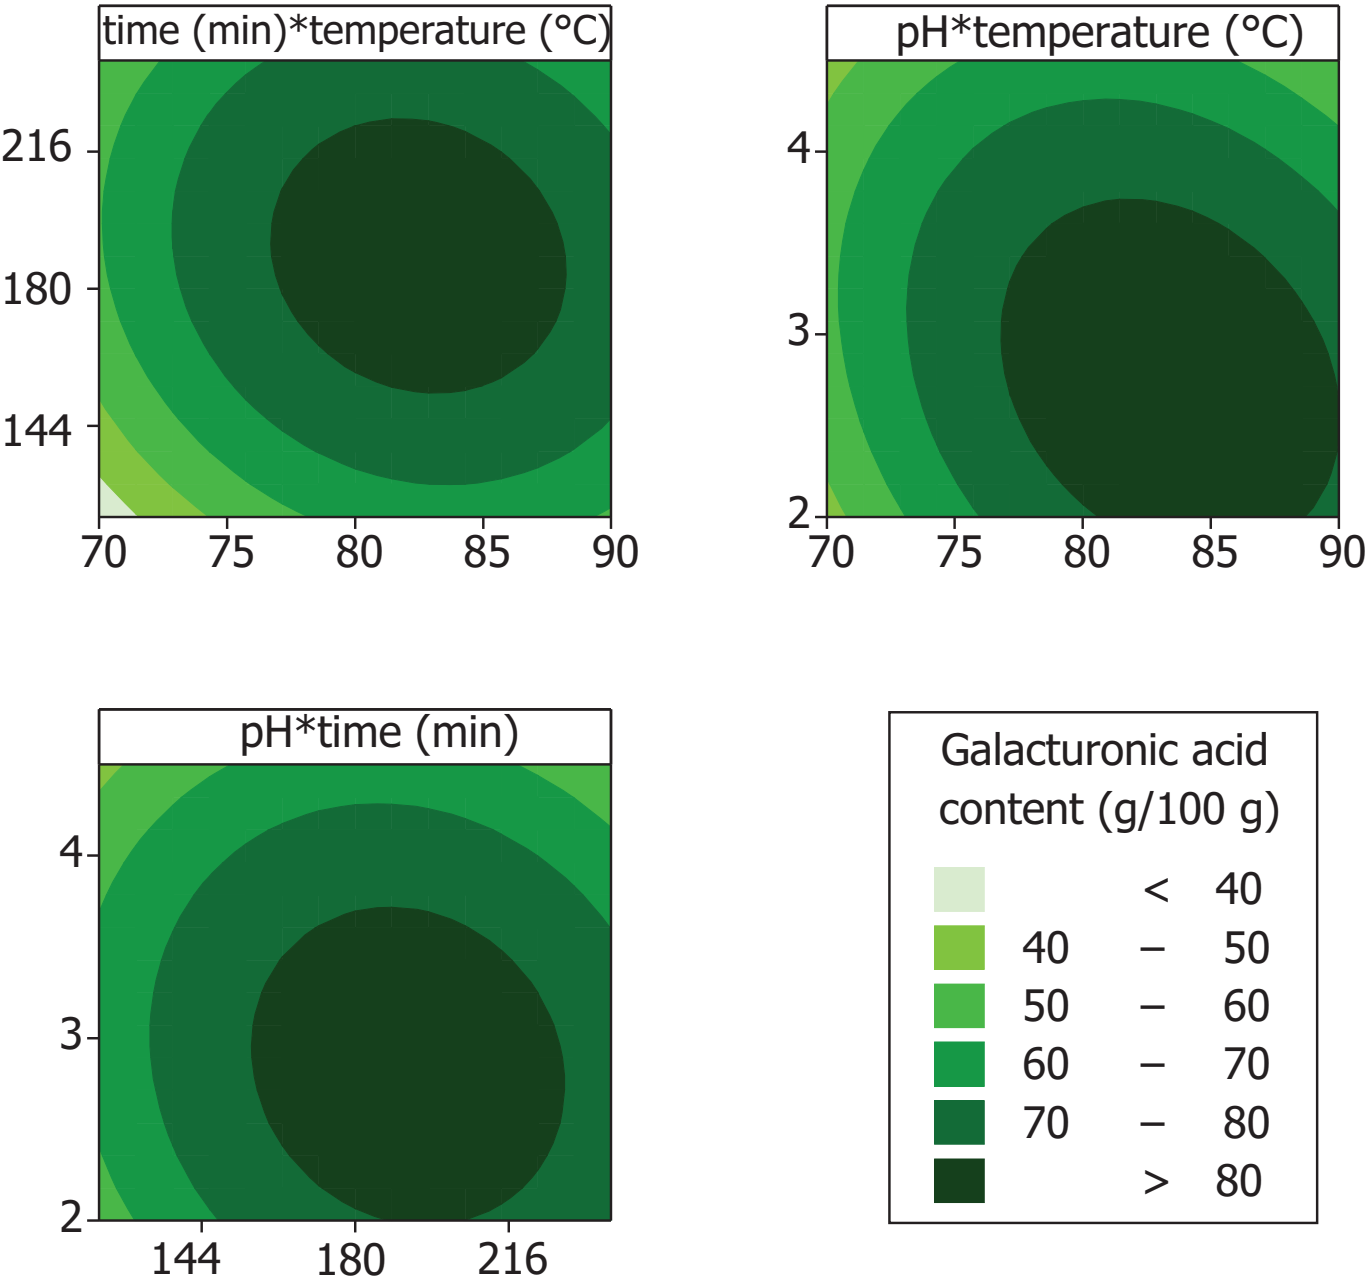 time (min)*temperature (°C)
216
180
144
70 75 80 85 90
pH*temperature (°C)
4
3
2
70 75 80 85 90
pH*time (min)
4
3
2
144 180 216
Galacturonic acid
content (g/100 g)
< 40
40 – 50
50 – 60
60 – 70
70 – 80
> 80